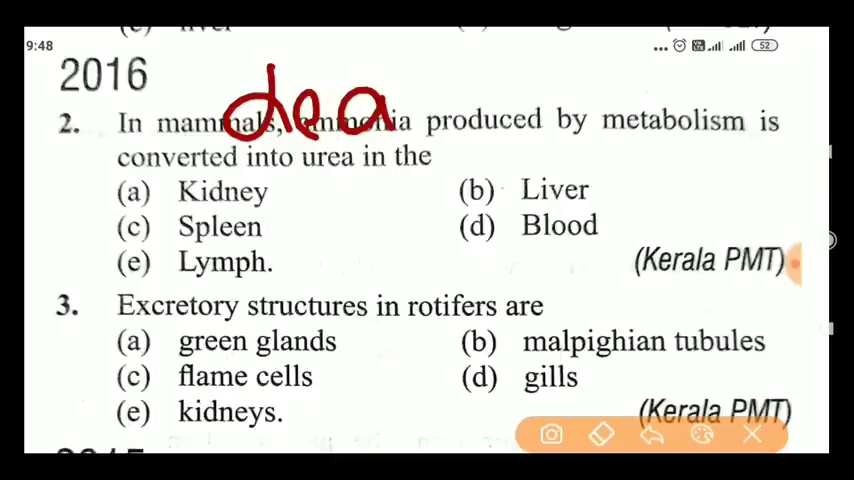 9:48
52
2016
dea
2. In mammals, ammonia produced by metabolism is
converted into urea in the
(a) Kidney (b) Liver
(c) Spleen (d) Blood
(e) Lymph. (Kerala PMT)
3. Excretory structures in rotifers are
(a) green glands (b) malpighian tubules
(c) flame cells (d) gills
(e) kidneys. (Kerala PMT)